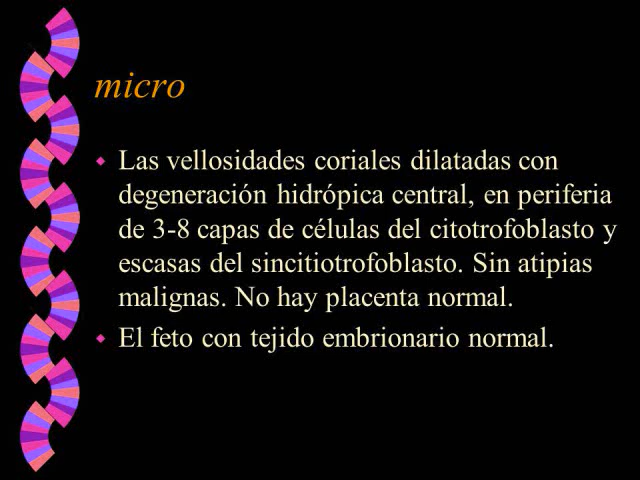 micro
Las vellosidades coriales dilatadas con
degeneración hidrópica central, en periferia
de 3-8 capas de células del citotrofoblasto y
escasas del sincitiotrofoblasto. Sin atipias
malignas. No hay placenta normal.
El feto con tejido embrionario normal.